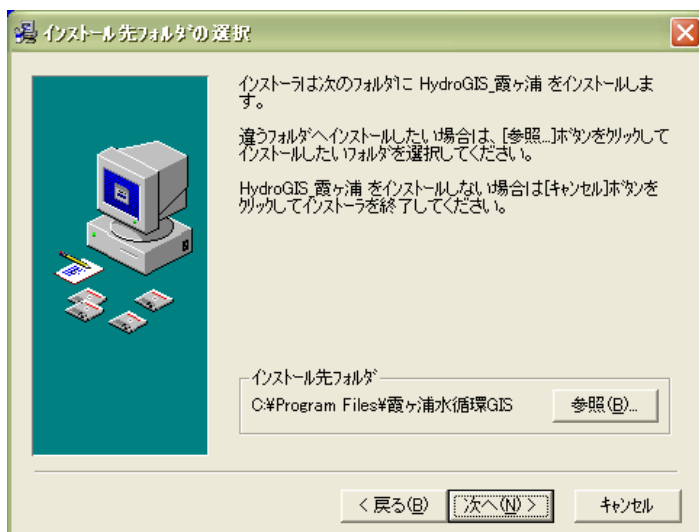 インストール先フォルダの選択
インストーラは次のフォルダに HydroGIS_霞ヶ浦 をインストールしま
す。
違うフォルダへインストールしたい場合は、[参照...]ボタンをクリックして
インストールしたいフォルダを選択してください。
HydroGIS_霞ヶ浦 をインストールしない場合は[キャンセル]ボタンを
クリックしてインストーラを終了してください。
インストール先フォルダ
C:¥Program Files¥霞ヶ浦水循環GIS
参照(B)...
< 戻る(B)
次へ(N) >
キャンセル